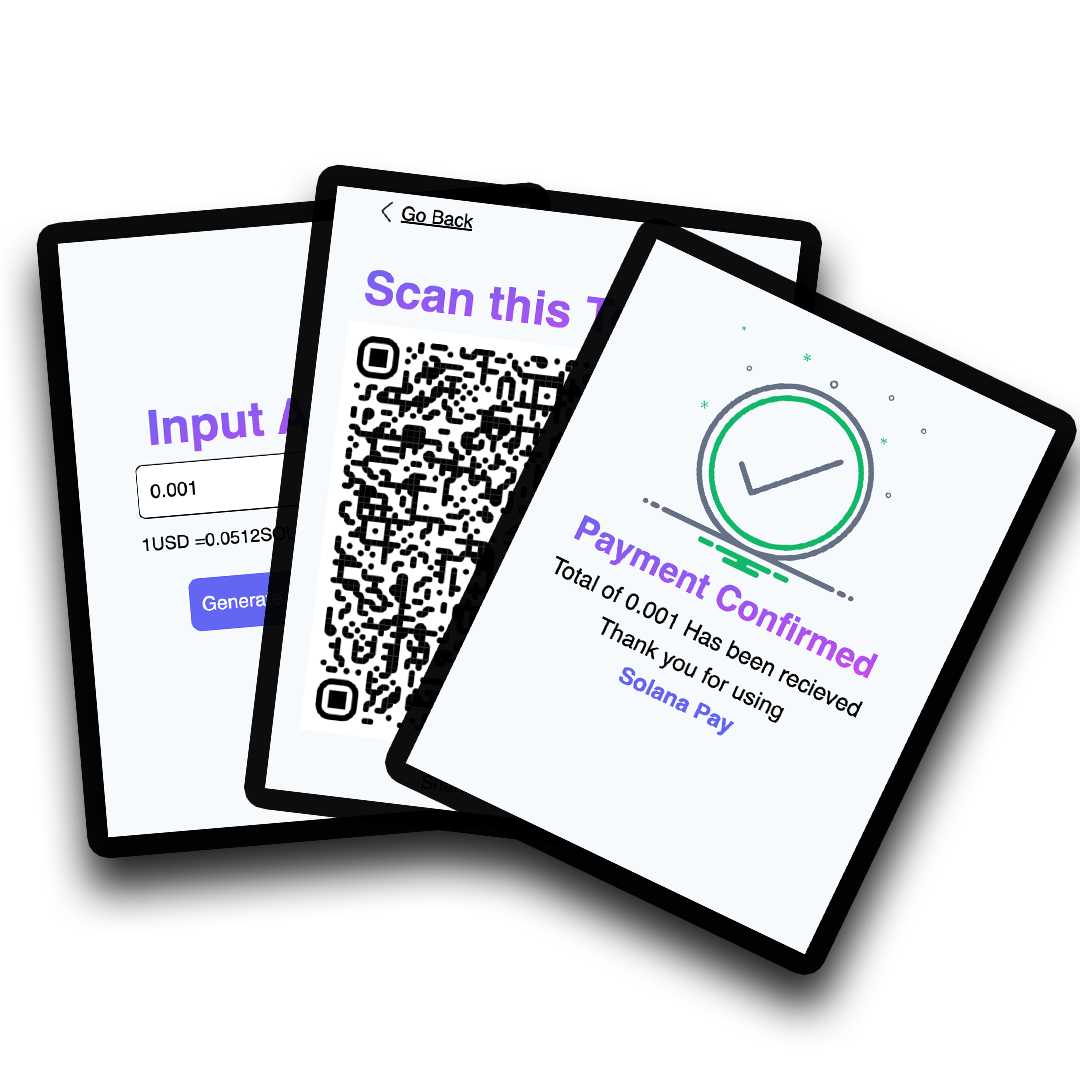 Input
0.001
1USD =0.0512SOL
Go Back
Scan this
Payment Confirmed
Total of 0.001 Has been recieved
Thank you for using
Solana Pay